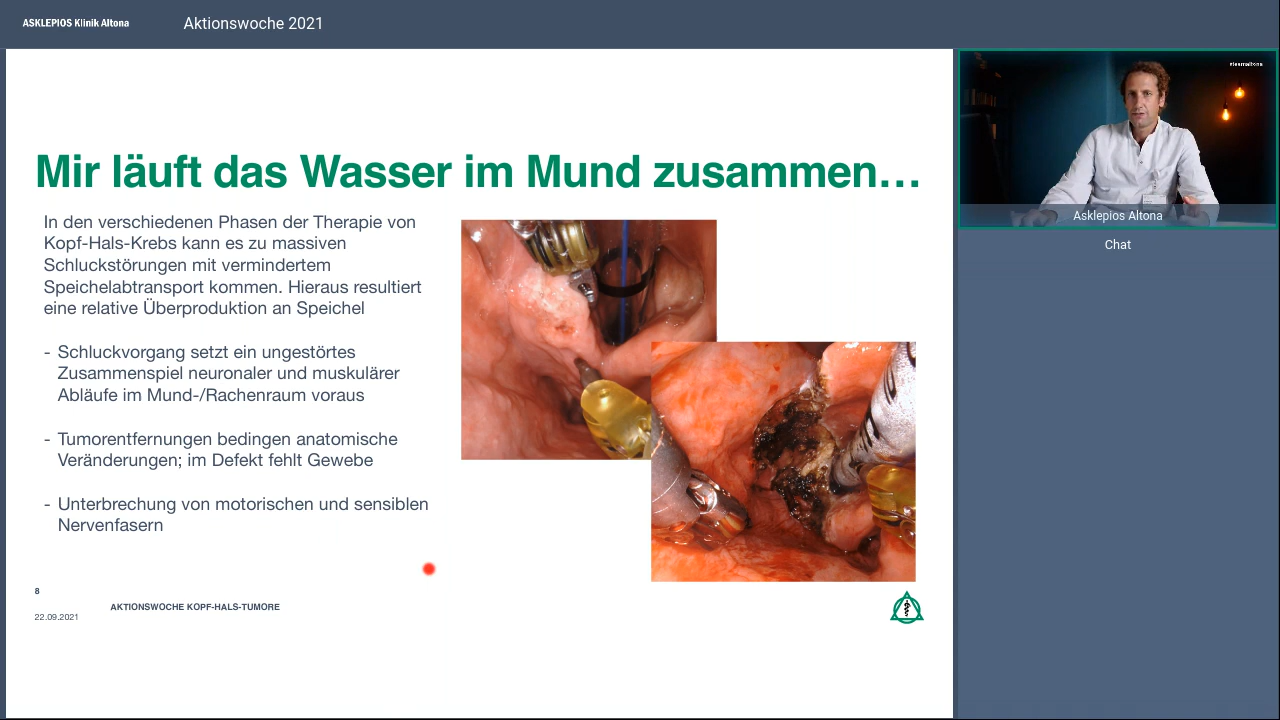 ASKLEPIOS Klinik Altona
Aktionswoche 2021
#teamaltona
Asklepios Altona
Chat
Mir läuft das Wasser im Mund zusammen…
In den verschiedenen Phasen der Therapie von
Kopf-Hals-Krebs kann es zu massiven
Schluckstörungen mit vermindertem
Speichelabtransport kommen. Hieraus resultiert
eine relative Überproduktion an Speichel
- Schluckvorgang setzt ein ungestörtes
Zusammenspiel neuronaler und muskulärer
Abläufe im Mund-/Rachenraum voraus
- Tumorentfernungen bedingen anatomische
Veränderungen; im Defekt fehlt Gewebe
- Unterbrechung von motorischen und sensiblen
Nervenfasern
8
AKTIONSWOCHE KOPF-HALS-TUMORE
22.09.2021